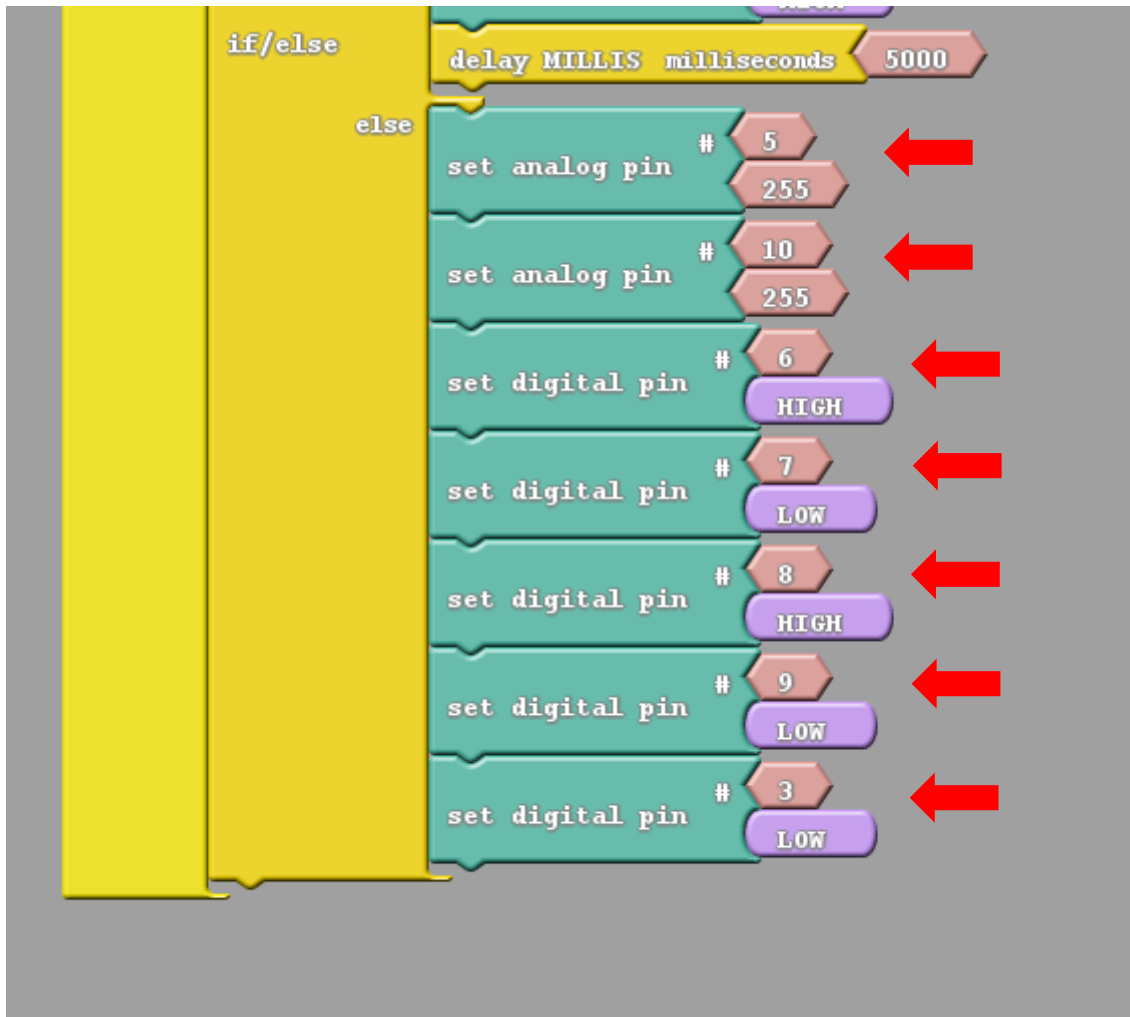 if/else
delay MILLIS milliseconds 5000
else
set analog pin # 5
255
set analog pin # 10
255
set digital pin # 6
HIGH
set digital pin # 7
LOW
set digital pin # 8
HIGH
set digital pin # 9
LOW
set digital pin # 3
LOW